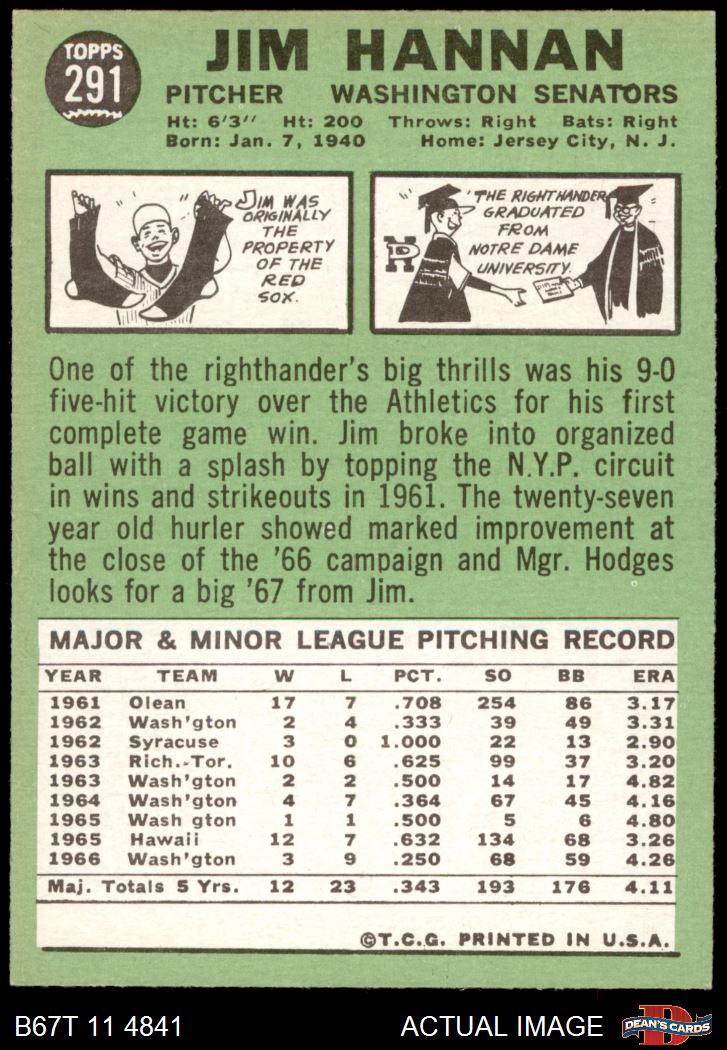 TOPPS
291
JIM HANNAN
PITCHER WASHINGTON SENATORS
Ht: 6'3" Ht: 200 Throws: Right Bats: Right
Born: Jan. 7, 1940 Home: Jersey City, N. J.
JIM WAS
ORIGINALLY
THE
PROPERTY
OF THE
RED
SOX.
THE RIGHTHANDER
GRADUATED
FROM
NOTRE DAME
UNIVERSITY.
One of the righthander's big thrills was his 9-0
five-hit victory over the Athletics for his first
complete game win. Jim broke into organized
ball with a splash by topping the N.Y.P. circuit
in wins and strikeouts in 1961. The twenty-seven
year old hurler showed marked improvement at
the close of the '66 campaign and Mgr. Hodges
looks for a big '67 from Jim.
MAJOR & MINOR LEAGUE PITCHING RECORD
YEAR TEAM W L PCT. SO BB ERA
1961 Olean 17 7 .708 254 86 3.17
1962 Wash'gton 2 4 .333 39 49 3.31
1962 Syracuse 3 0 1.000 22 13 2.90
1963 Rich.-Tor. 10 6 .625 99 37 3.20
1963 Wash'gton 2 2 .500 14 17 4.82
1964 Wash'gton 4 7 .364 67 45 4.16
1965 Wash gton 1 1 .500 5 6 4.80
1965 Hawaii 12 7 .632 134 68 3.26
1966 Wash'gton 3 9 .250 68 59 4.26
Maj. Totals 5 Yrs. 12 23 .343 193 176 4.11
©T.C.G. PRINTED IN U.S.A.
B67T 11 4841 ACTUAL IMAGE DEAN'S CARDS